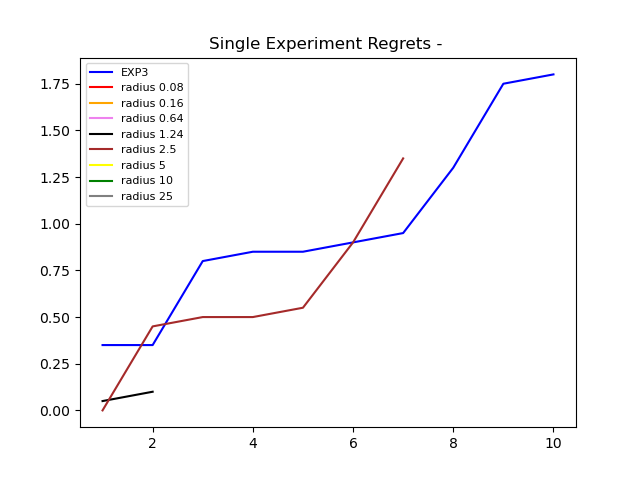 Single Experiment Regrets -
EXP3
radius 0.08
radius 0.16
radius 0.64
radius 1.24
radius 2.5
radius 5
radius 10
radius 25
1.75
1.50
1.25
1.00
0.75
0.50
0.25
0.00
2 4 6 8 10